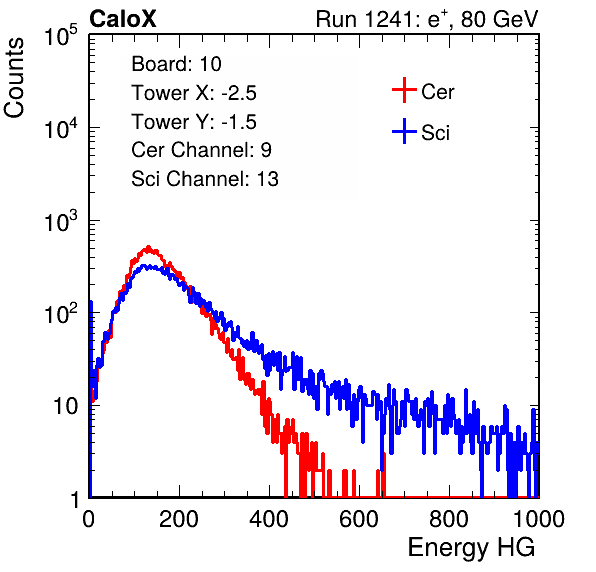 CaloX
Run 1241: e+, 80 GeV
Counts
10^5
10^4
10^3
10^2
10
1
Board: 10
Tower X: -2.5
Tower Y: -1.5
Cer Channel: 9
Sci Channel: 13
Cer
Sci
0 200 400 600 800 1000
Energy HG